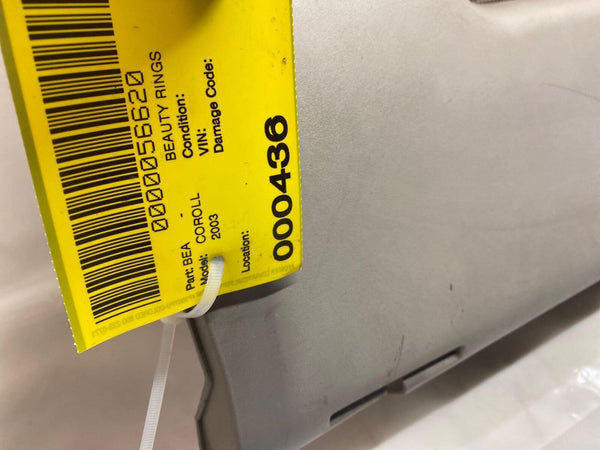 0000056620
Part: BEA - BEAUTY RINGS
Model: COROLL Condition:
2003 VIN:
Damage Code:
Location:
000436